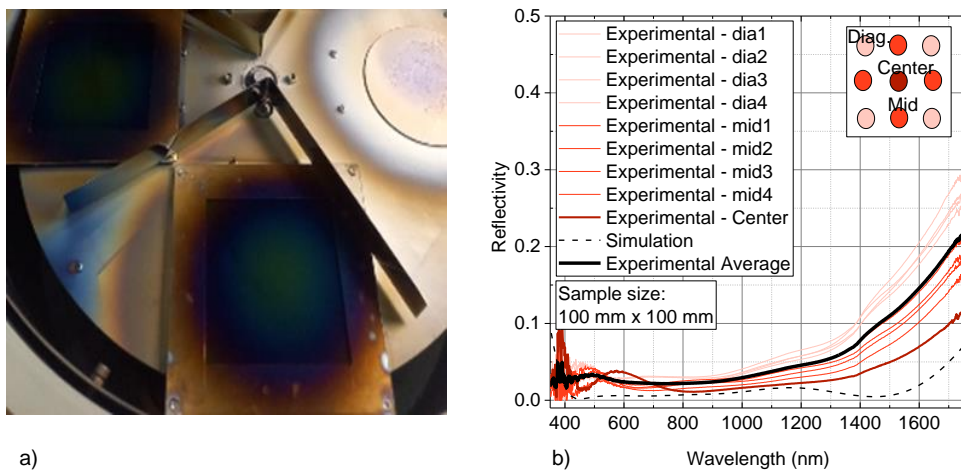 a)
b)
0.5
0.4
0.3
0.2
0.1
0.0
Reflectivity
Experimental - dia1
Experimental - dia2
Experimental - dia3
Experimental - dia4
Experimental - mid1
Experimental - mid2
Experimental - mid3
Experimental - mid4
Experimental - Center
Simulation
Experimental Average
Sample size:
100 mm x 100 mm
Diag.
Center
Mid
400 600 800 1000 1200 1400 1600
Wavelength (nm)